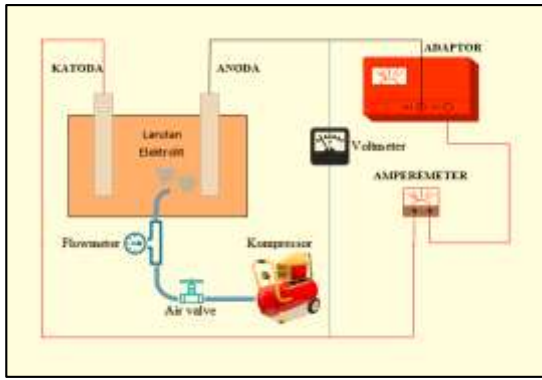 ADAPTOR
KATODA
ANODA
Larutan
Elektrolit
Voltmeter
AMPEREMETER
Flowmeter
Kompressor
Air valve